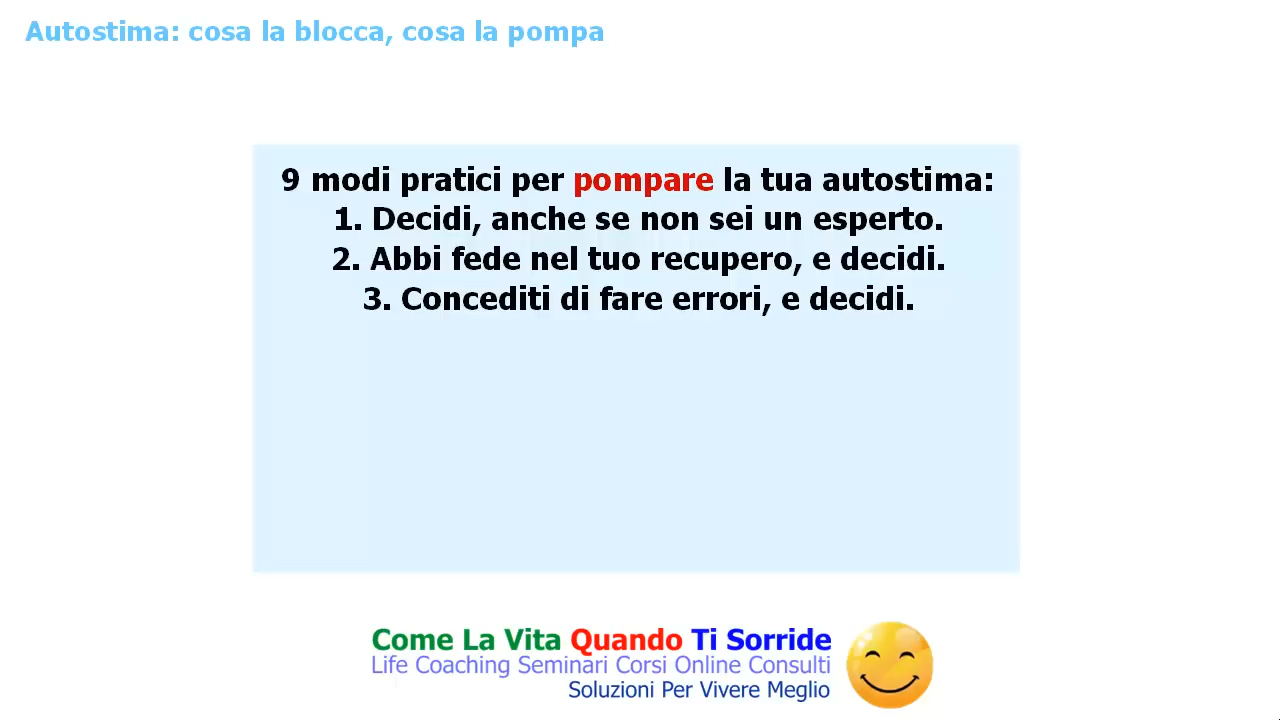 Autostima: cosa la blocca, cosa la pompa
9 modi pratici per pompare la tua autostima:
1. Decidi, anche se non sei un esperto.
2. Abbi fede nel tuo recupero, e decidi.
3. Concediti di fare errori, e decidi.
Come La Vita Quando Ti Sorride
Life Coaching Seminari Corsi Online Consulti
Soluzioni Per Vivere Meglio